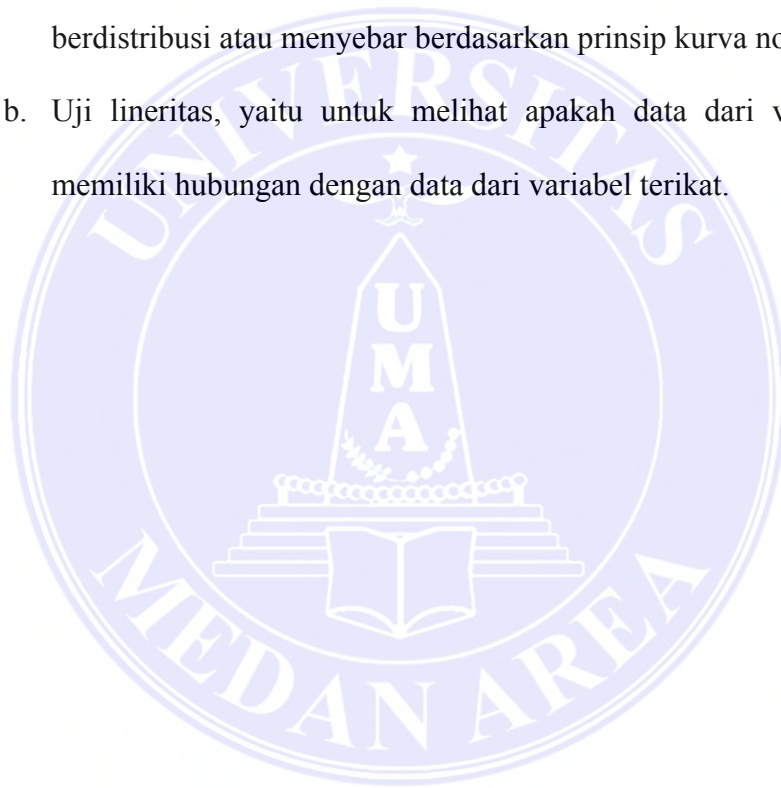 berdistribusi atau menyebar berdasarkan prinsip kurva
b. Uji lineritas, yaitu untuk melihat apakah data dari
memiliki hubungan dengan data dari variabel terikat.
UNIVERSITAS
UMA
MEDAN AREA